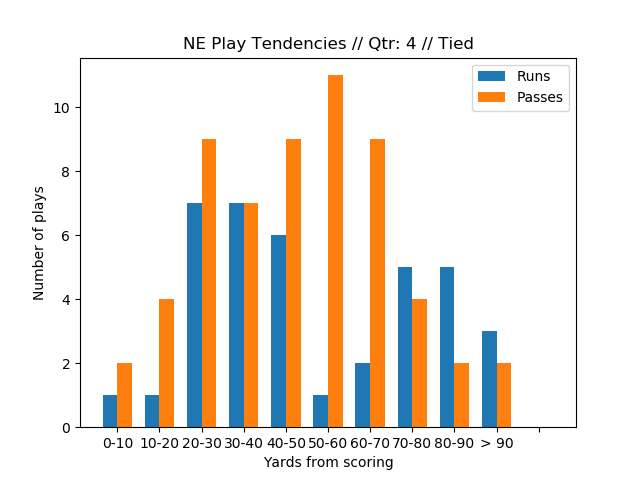 NE Play Tendencies // Qtr: 4 // Tied
Runs
Passes
Number of plays
10
8
6
4
2
0
0-10 10-20 20-30 30-40 40-50 50-60 60-70 70-80 80-90 > 90
Yards from scoring